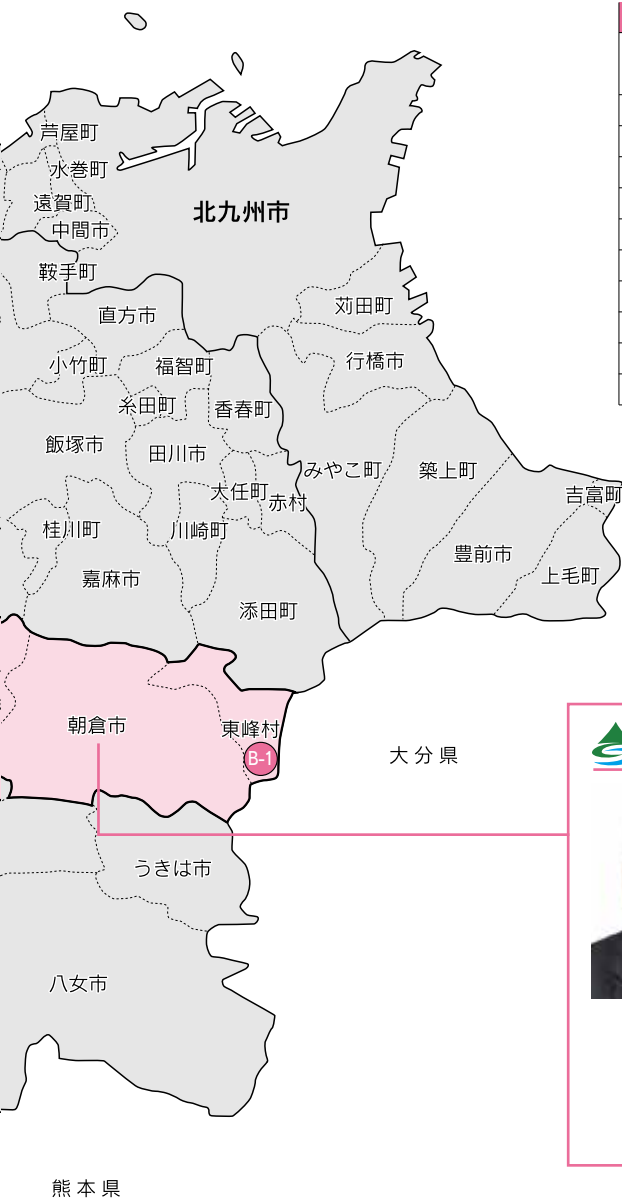 芦屋町
水巻町
遠賀町
北九州市
中間市
鞍手町
苅田町
直方市
行橋市
小竹町
福智町
糸田町
香春町
飯塚市
田川市
みやこ町
築上町
大任町
赤村
吉富町
桂川町
川崎町
豊前市
嘉麻市
上毛町
添田町
朝倉市
東峰村
B-1
大分県
うきは市
八女市
熊本県